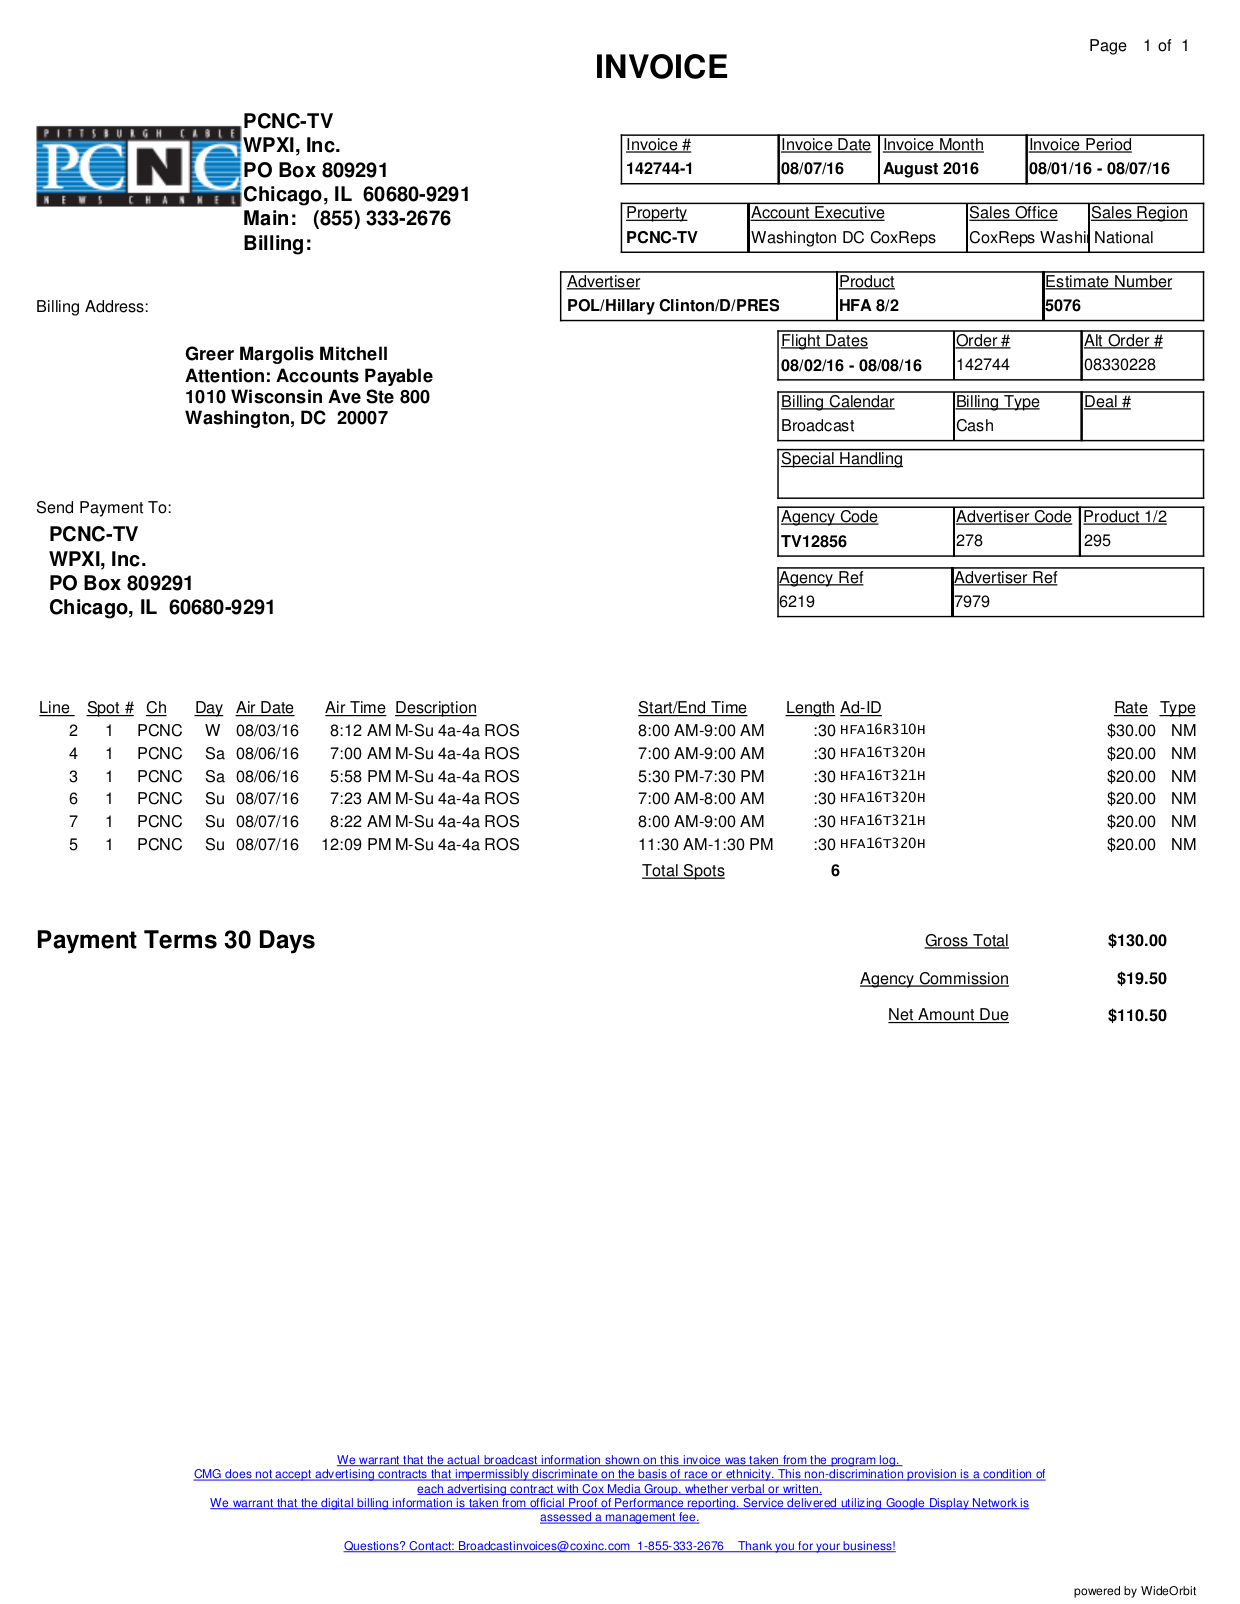 Page 1 of 1
INVOICE
PITTSBURGH CABLE
PCNC
NEWS CHANNEL
PCNC-TV
WPXI, Inc.
PO Box 809291
Chicago, IL 60680-9291
Main: (855) 333-2676
Billing:
Invoice # Invoice Date Invoice Month Invoice Period
142744-1 08/07/16 August 2016 08/01/16 - 08/07/16
Property Account Executive Sales Office Sales Region
PCNC-TV Washington DC CoxReps CoxReps Washi National
Advertiser Product Estimate Number
POL/Hillary Clinton/D/PRES HFA 8/2 5076
Billing Address:
Greer Margolis Mitchell
Attention: Accounts Payable
1010 Wisconsin Ave Ste 800
Washington, DC 20007
Flight Dates Order # Alt Order #
08/02/16 - 08/08/16 142744 08330228
Billing Calendar Billing Type Deal #
Broadcast Cash
Special Handling
Send Payment To:
PCNC-TV
WPXI, Inc.
PO Box 809291
Chicago, IL 60680-9291
Agency Code Advertiser Code Product 1/2
TV12856 278 295
Agency Ref Advertiser Ref
6219 7979
Line Spot # Ch Day Air Date Air Time Description Start/End Time Length Ad-ID Rate Type
2 1 PCNC W 08/03/16 8:12 AM M-Su 4a-4a ROS 8:00 AM-9:00 AM :30 HFA16R310H $30.00 NM
4 1 PCNC Sa 08/06/16 7:00 AM M-Su 4a-4a ROS 7:00 AM-9:00 AM :30 HFA16T320H $20.00 NM
3 1 PCNC Sa 08/06/16 5:58 PM M-Su 4a-4a ROS 5:30 PM-7:30 PM :30 HFA16T321H $20.00 NM
6 1 PCNC Su 08/07/16 7:23 AM M-Su 4a-4a ROS 7:00 AM-8:00 AM :30 HFA16T320H $20.00 NM
7 1 PCNC Su 08/07/16 8:22 AM M-Su 4a-4a ROS 8:00 AM-9:00 AM :30 HFA16T321H $20.00 NM
5 1 PCNC Su 08/07/16 12:09 PM M-Su 4a-4a ROS 11:30 AM-1:30 PM :30 HFA16T320H $20.00 NM
Total Spots 6
Payment Terms 30 Days
Gross Total $130.00
Agency Commission $19.50
Net Amount Due $110.50
We warrant that the actual broadcast information shown on this invoice was taken from the program log.
CMG does not accept advertising contracts that impermissibly discriminate on the basis of race or ethnicity. This non-discrimination provision is a condition of
each advertising contract with Cox Media Group, whether verbal or written.
We warrant that the digital billing information is taken from official Proof of Performance reporting. Service delivered utilizing Google Display Network is
assessed a management fee.
Questions? Contact: Broadcastinvoices@coxinc.com 1-855-333-2676 Thank you for your business!
powered by WideOrbit